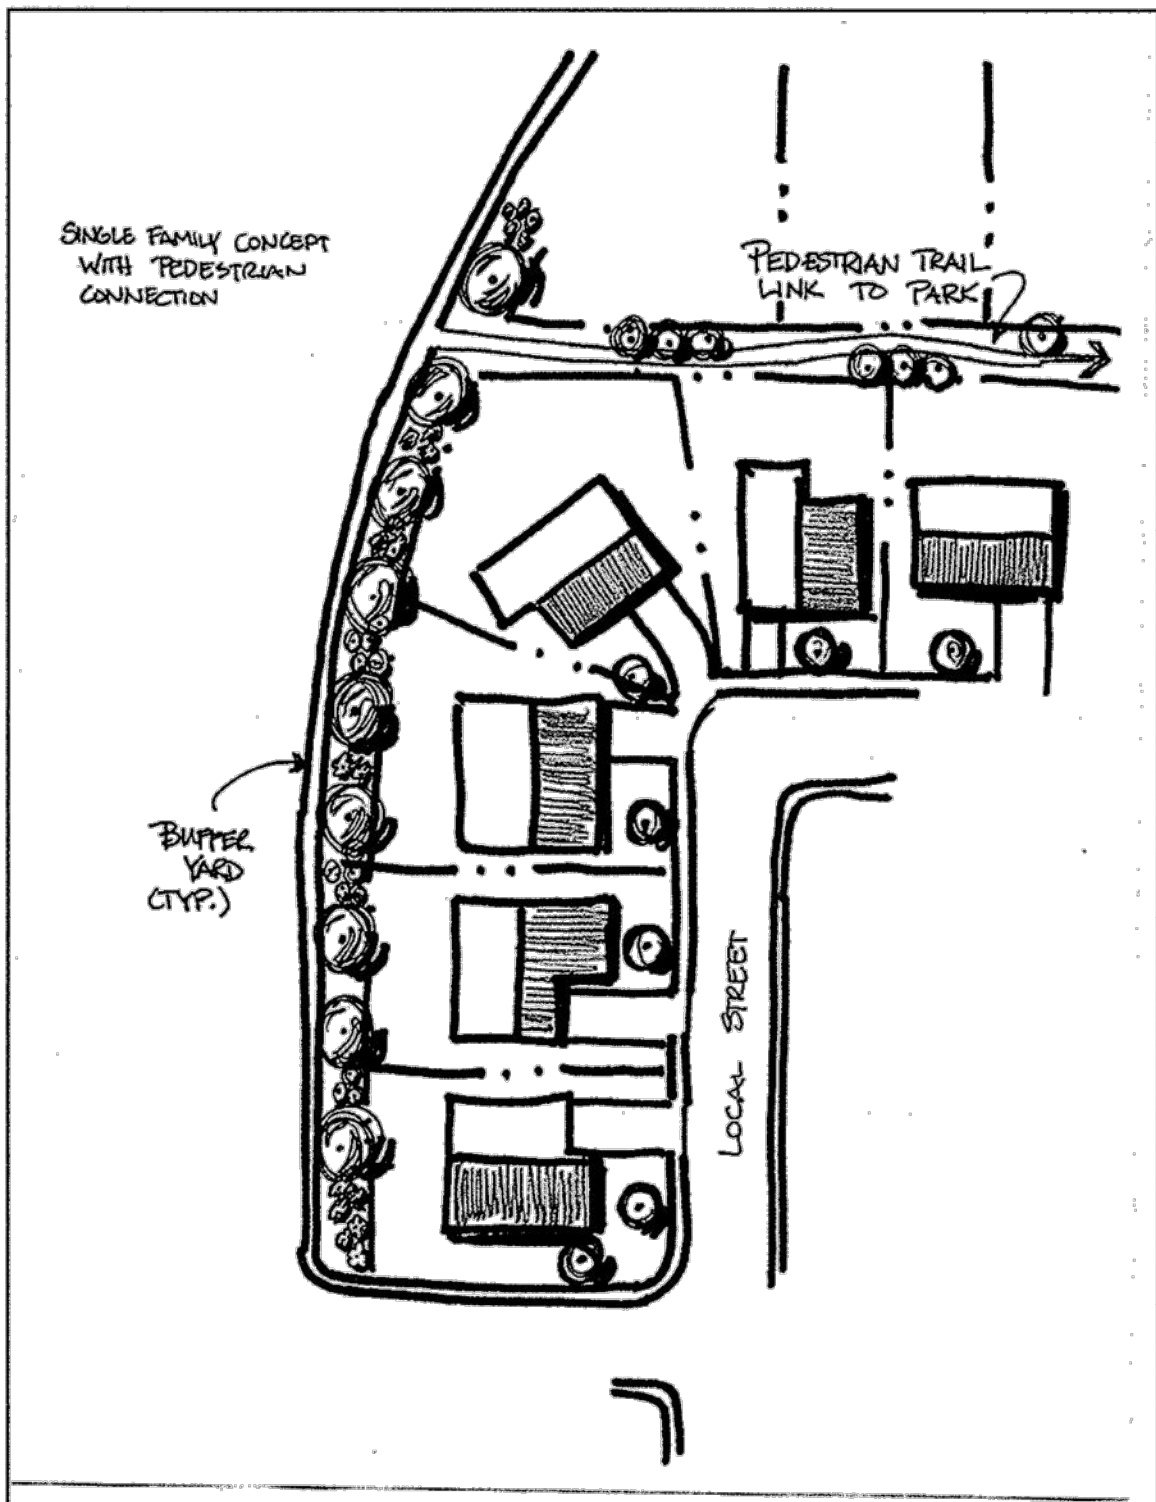 SINGLE FAMILY CONCEPT
WITH PEDESTRIAN
CONNECTION
PEDESTRIAN TRAIL
LINK TO PARK
BUFFER
YARD
(TYP.)
LOCAL STREET